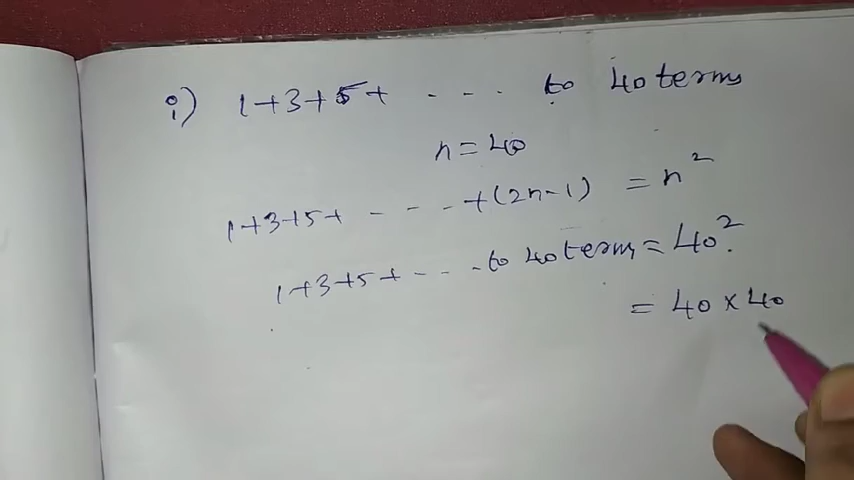 i) 1+3+5+ - - - to 40 terms
n = 40
1+3+5+ - - - +(2n-1) = n²
1+3+5+ - - - to 40 terms = 40².
= 40 × 40